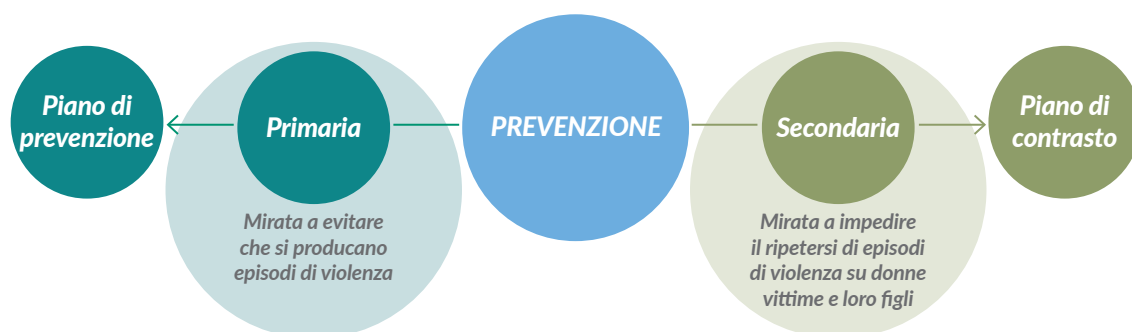 Piano di
prevenzione
Primaria
PREVENZIONE
Secondaria
Piano di
contrasto
Mirata a evitare
che si producano
episodi di violenza
Mirata a impedire
il ripetersi di episodi
di violenza su donne
vittime e loro figli